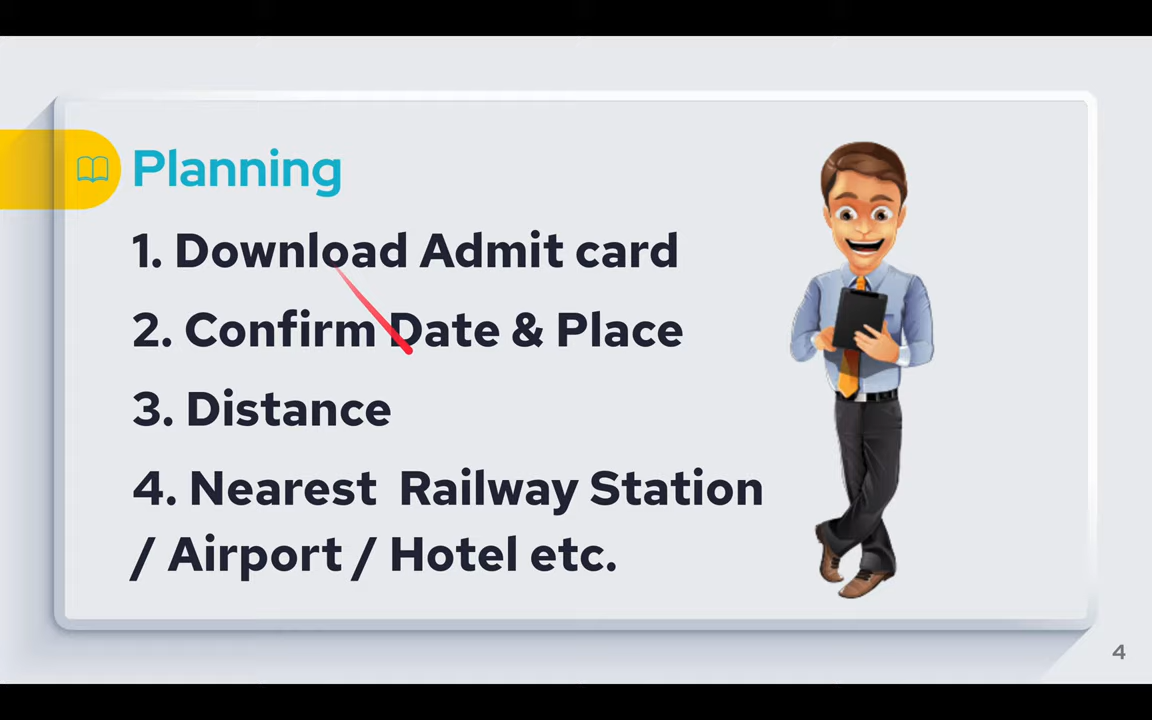 Planning
1. Download Admit card
2. Confirm Date & Place
3. Distance
4. Nearest  Railway Station
/ Airport / Hotel etc.
4